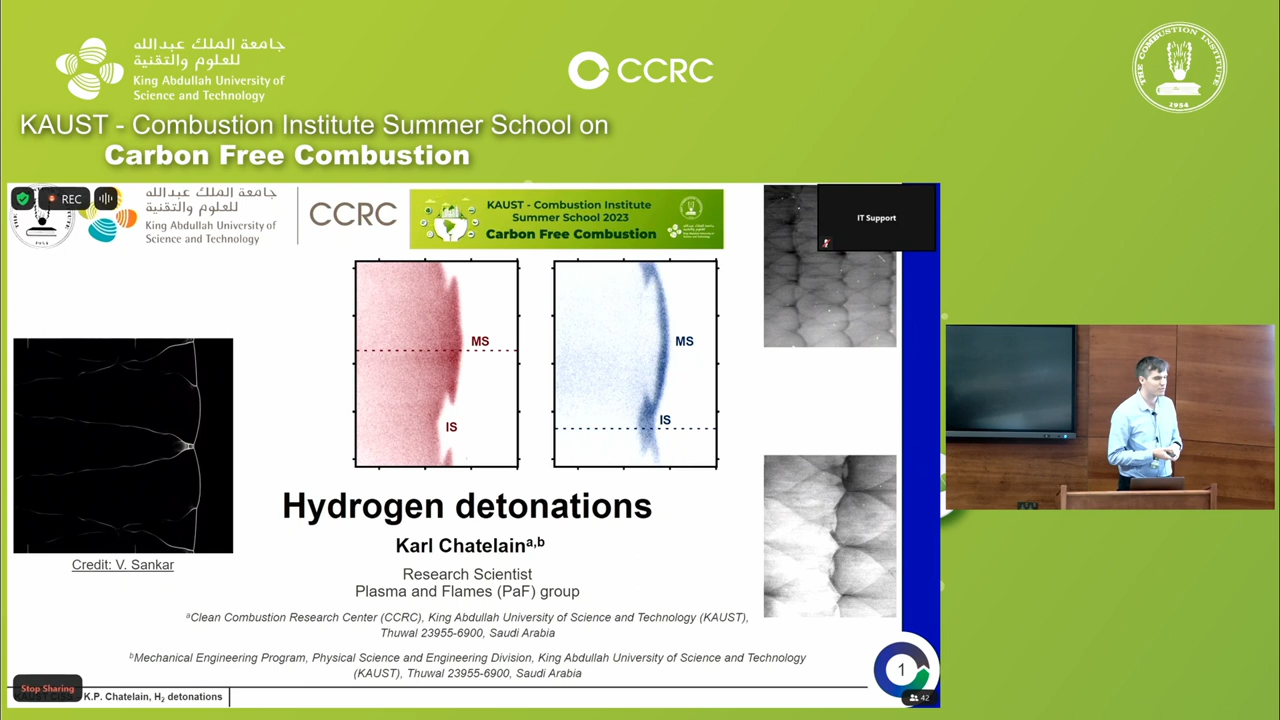 جامعة الملك عبدالله
للعلوم والتقنية
King Abdullah University of
Science and Technology
CCRC
THE COMBUSTION INSTITUTE
1954
KAUST - Combustion Institute Summer School on
Carbon Free Combustion
REC
جامعة الملك عبدالله
للعلوم والتقنية
King Abdullah University of
Science and Technology
CCRC
KAUST - Combustion Institute
Summer School 2023
Carbon Free Combustion
IT Support
MS
IS
MS
IS
Hydrogen detonations
Karl Chatelainᵃ,ᵇ
Credit: V. Sankar
Research Scientist
Plasma and Flames (PaF) group
ᵃClean Combustion Research Center (CCRC), King Abdullah University of Science and Technology (KAUST),
Thuwal 23955-6900, Saudi Arabia
ᵇMechanical Engineering Program, Physical Science and Engineering Division, King Abdullah University of Science and Technology
(KAUST), Thuwal 23955-6900, Saudi Arabia
1
Stop Sharing
K.P. Chatelain, H₂ detonations
42